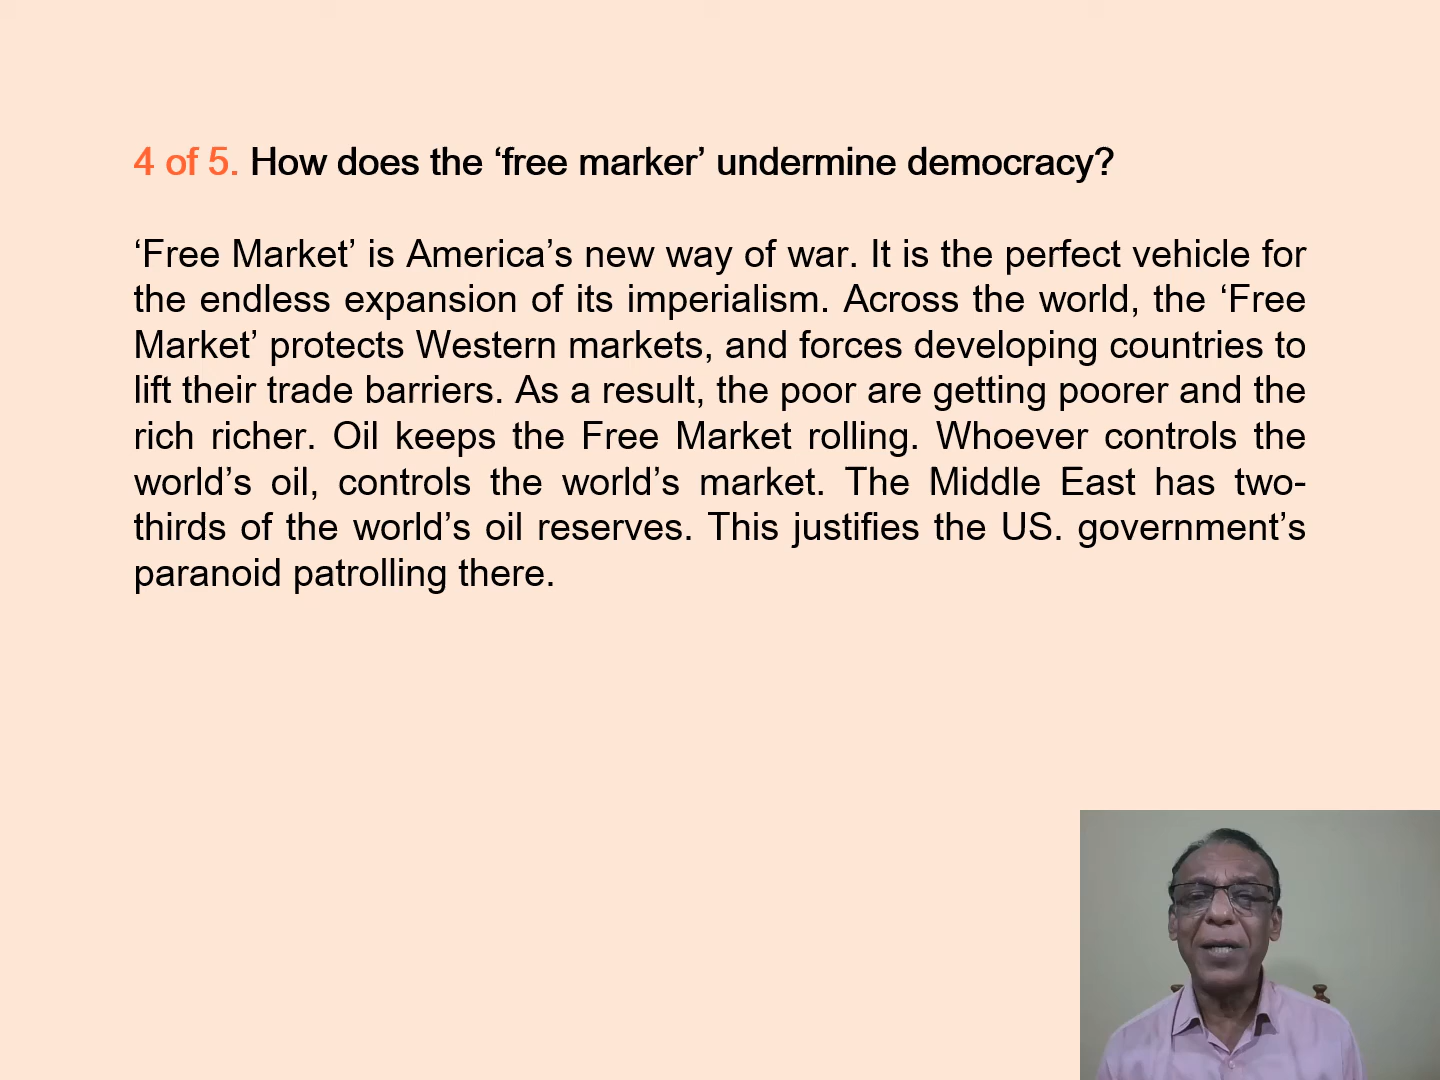 4 of 5. How does the ‘free marker’ undermine democracy?
‘Free Market’ is America’s new way of war. It is the perfect vehicle for
the endless expansion of its imperialism. Across the world, the ‘Free
Market’ protects Western markets, and forces developing countries to
lift their trade barriers. As a result, the poor are getting poorer and the
rich richer. Oil keeps the Free Market rolling. Whoever controls the
world’s oil, controls the world’s market. The Middle East has two-
thirds of the world’s oil reserves. This justifies the US. government’s
paranoid patrolling there.